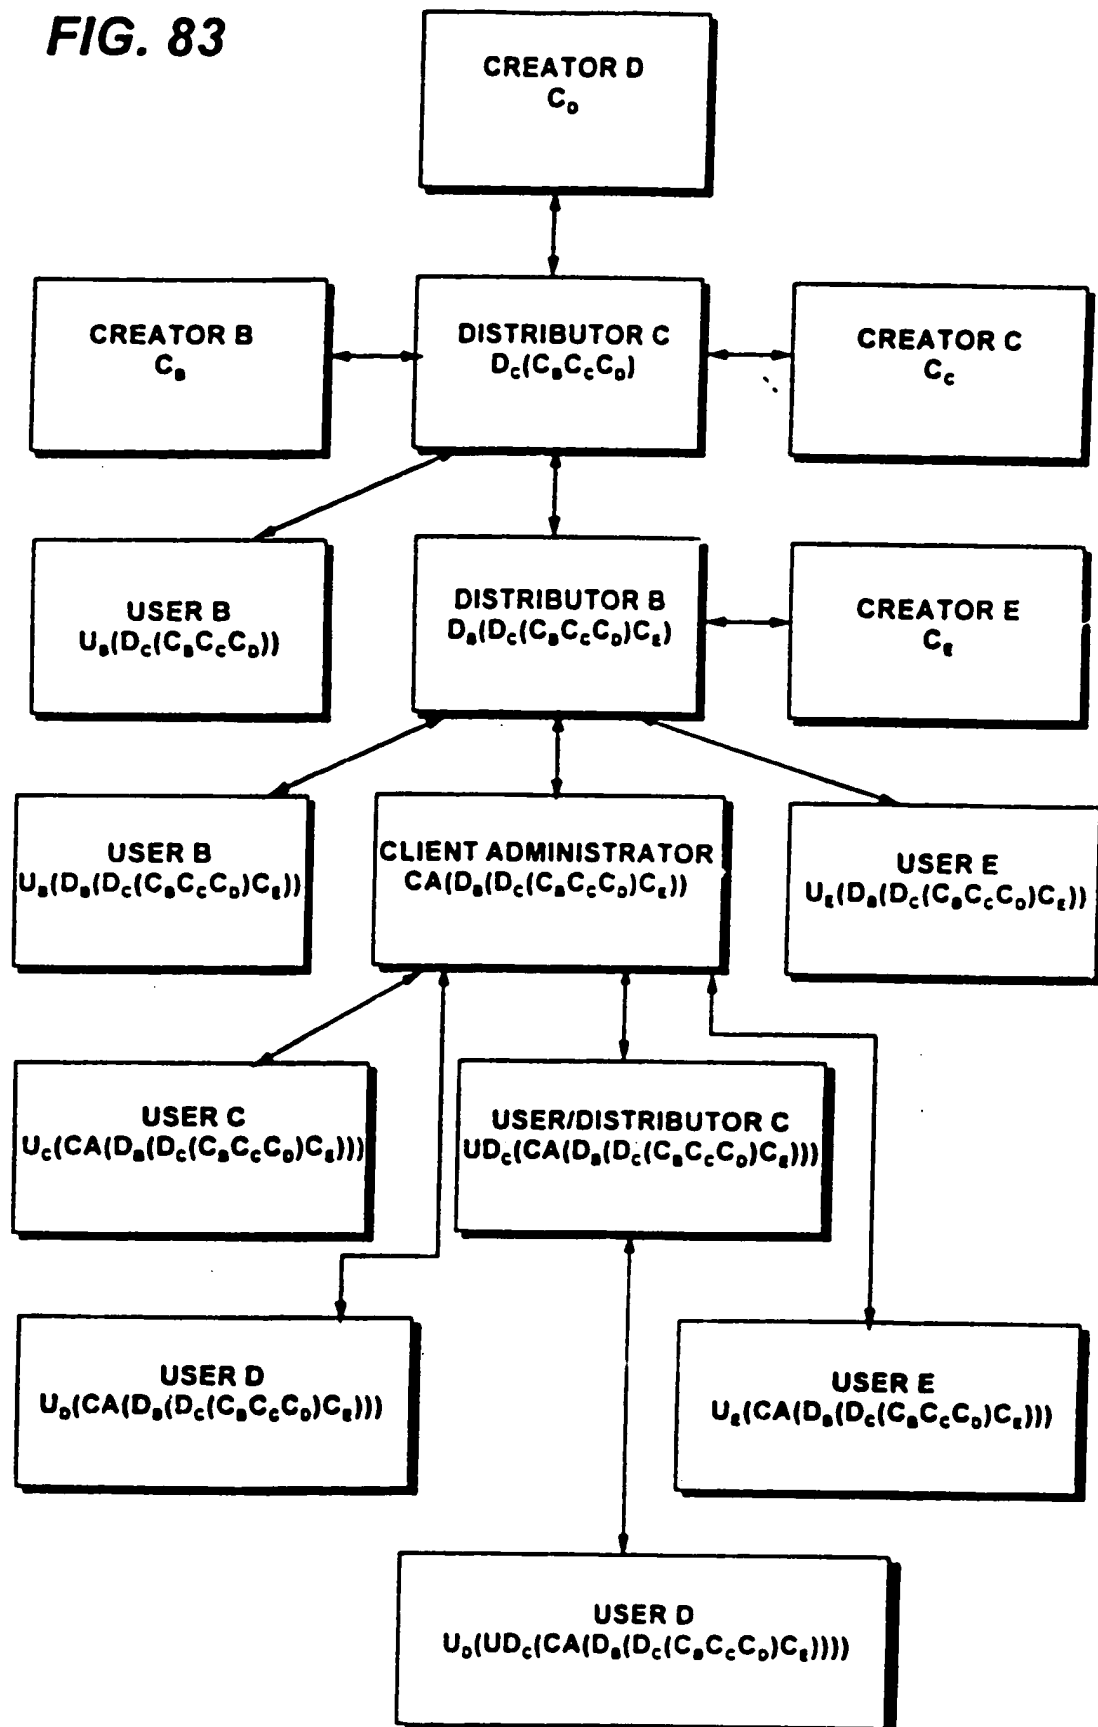 FIG. 83
CREATOR D
C_D
CREATOR B
C_B
DISTRIBUTOR C
D_C(C_BC_CC_D)
CREATOR C
C_C
USER B
U_B(D_C(C_BC_CC_D))
DISTRIBUTOR B
D_B(D_C(C_BC_CC_D)C_E)
CREATOR E
C_E
USER B
U_B(D_B(D_C(C_BC_CC_D)C_E))
CLIENT ADMINISTRATOR
CA(D_B(D_C(C_BC_CC_D)C_E))
USER E
U_E(D_B(D_C(C_BC_CC_D)C_E))
USER C
U_C(CA(D_B(D_C(C_BC_CC_D)C_E)))
USER/DISTRIBUTOR C
UD_C(CA(D_B(D_C(C_BC_CC_D)C_E)))
USER D
U_D(CA(D_B(D_C(C_BC_CC_D)C_E)))
USER E
U_E(CA(D_B(D_C(C_BC_CC_D)C_E)))
USER D
U_D(UD_C(CA(D_B(D_C(C_BC_CC_D)C_E))))